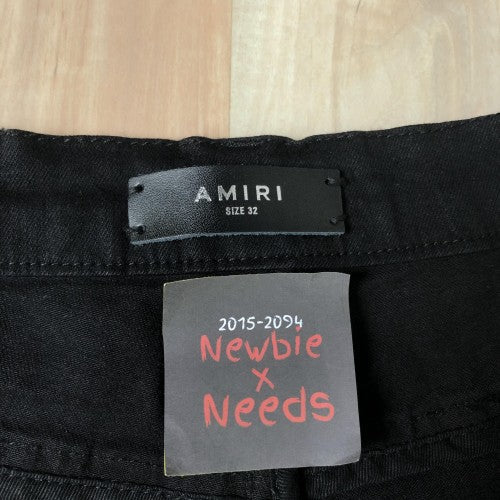 AMIRI
SIZE 32
2015-2094
Newbie
x
Needs